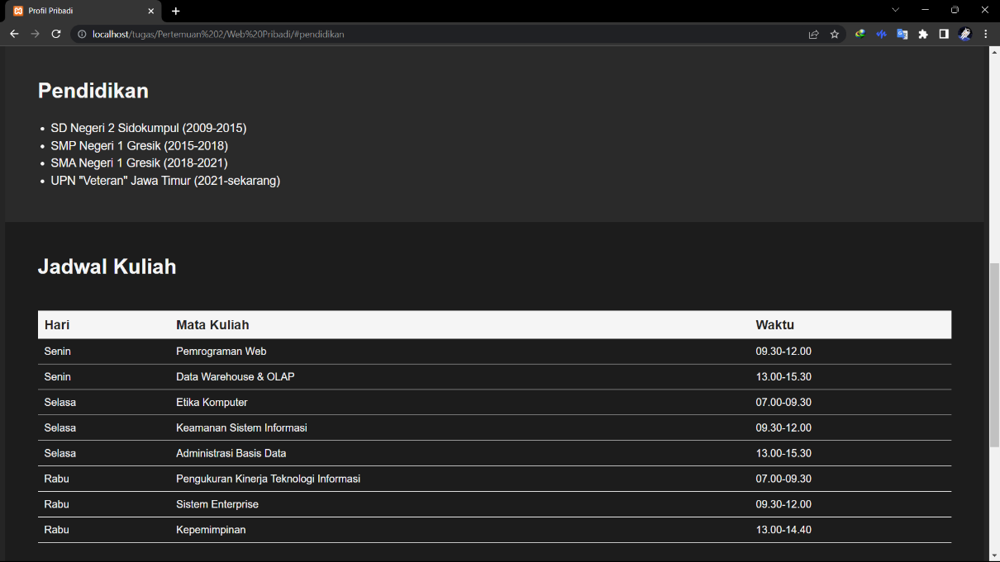 Profil Pribadi
localhost/tugas/Pertemuan%202/Web%20Pribadi/#pendidikan
Pendidikan
• SD Negeri 2 Sidokumpul (2009-2015)
• SMP Negeri 1 Gresik (2015-2018)
• SMA Negeri 1 Gresik (2018-2021)
• UPN "Veteran" Jawa Timur (2021-sekarang)
Jadwal Kuliah
Hari Mata Kuliah Waktu
Senin Pemrograman Web 09.30-12.00
Senin Data Warehouse & OLAP 13.00-15.30
Selasa Etika Komputer 07.00-09.30
Selasa Keamanan Sistem Informasi 09.30-12.00
Selasa Administrasi Basis Data 13.00-15.30
Rabu Pengukuran Kinerja Teknologi Informasi 07.00-09.30
Rabu Sistem Enterprise 09.30-12.00
Rabu Kepemimpinan 13.00-14.40